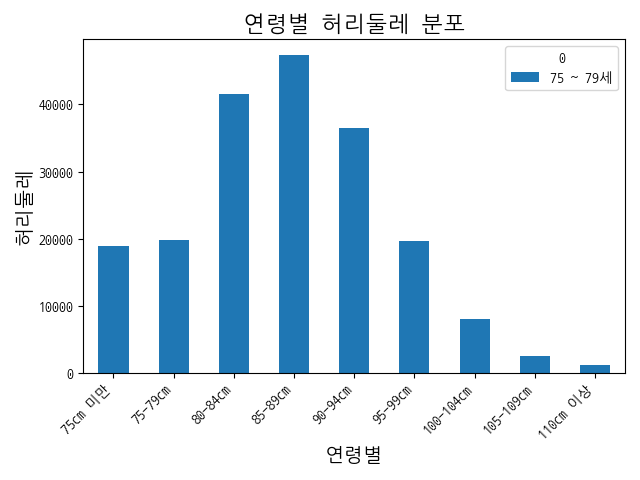 연령별 허리둘레 분포
0
75 ~ 79세
허리둘레
40000
30000
20000
10000
0
75cm 미만
75-79cm
80-84cm
85-89cm
90-94cm
95-99cm
100-104cm
105-109cm
110cm 이상
연령별